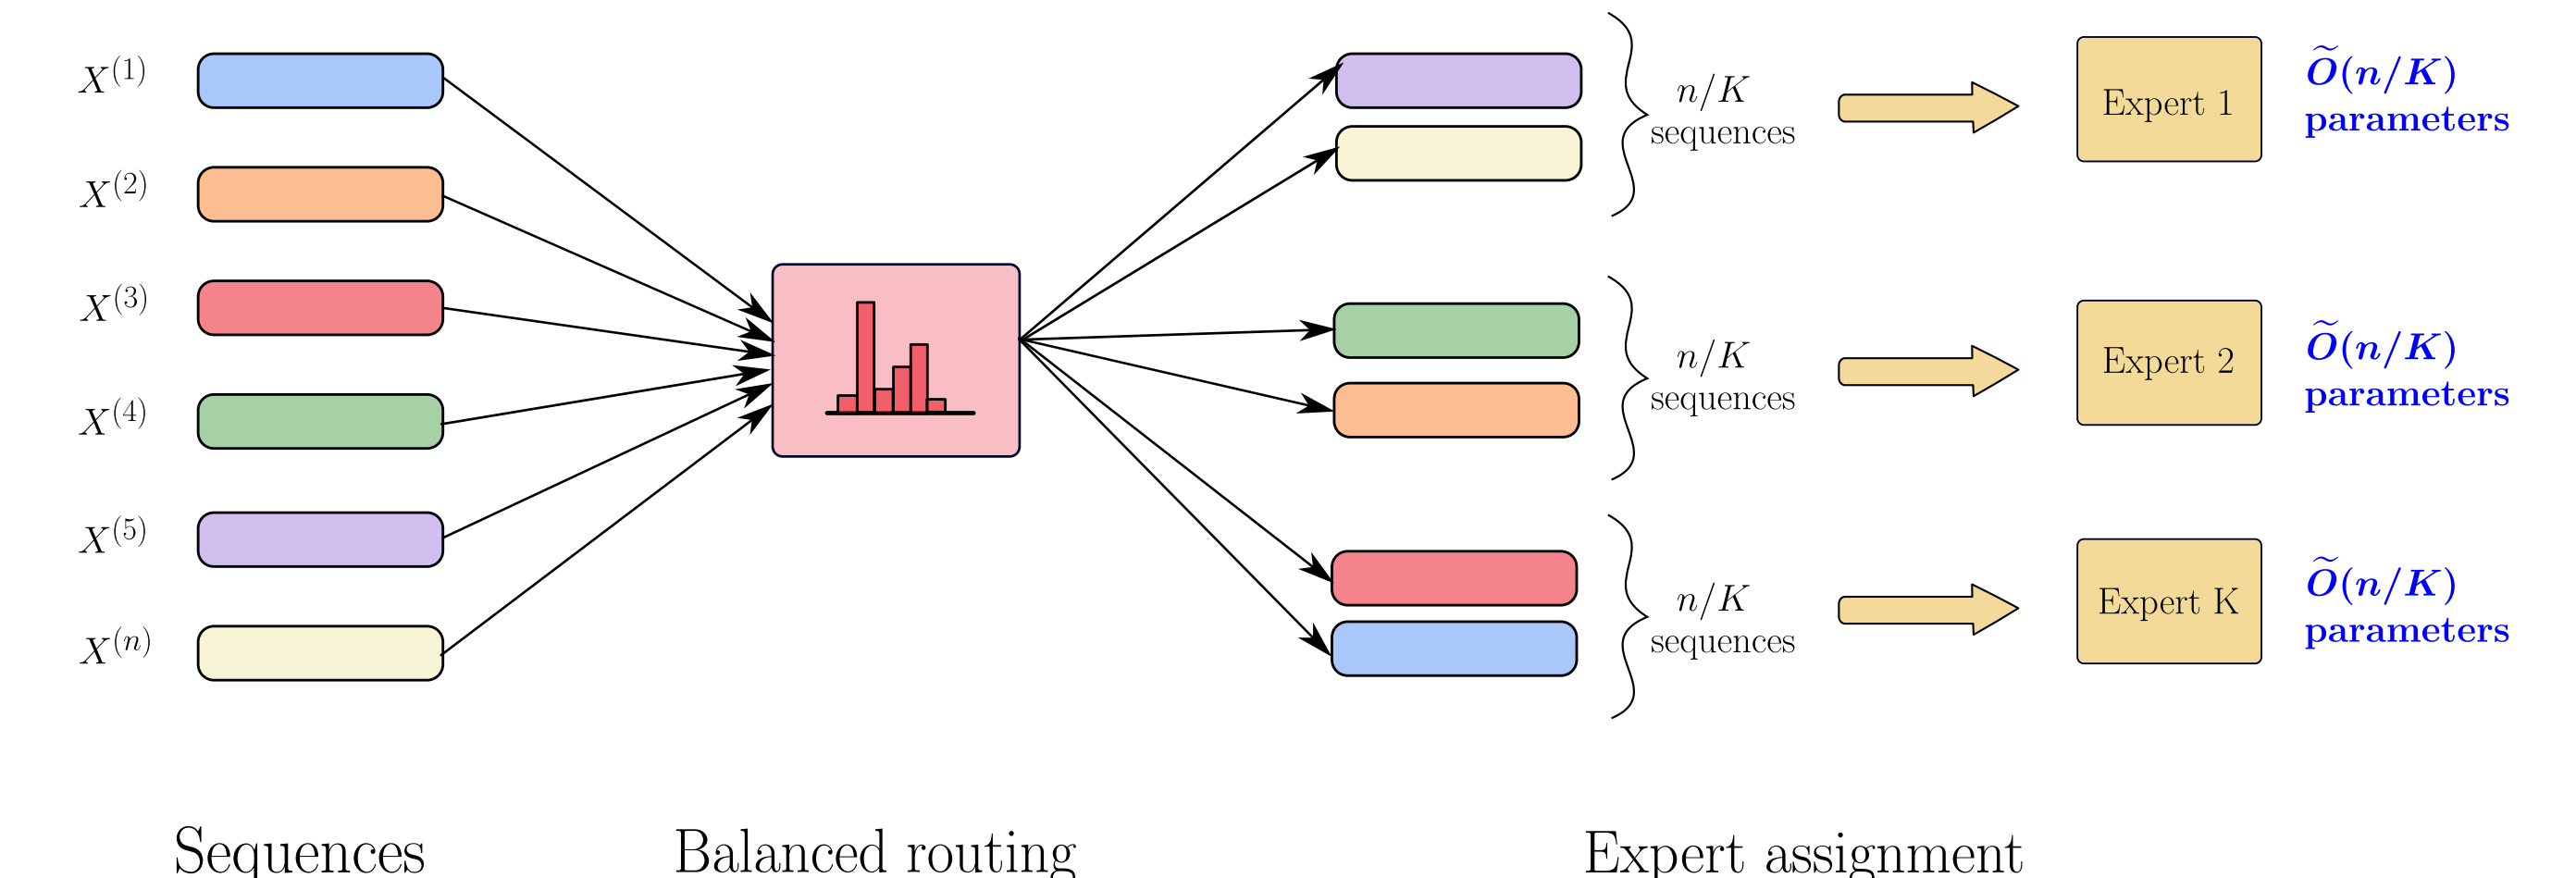 X^(1)
X^(2)
X^(3)
X^(4)
X^(5)
X^(n)
n/K
sequences
Expert 1
Õ(n/K)
parameters
n/K
sequences
Expert 2
Õ(n/K)
parameters
n/K
sequences
Expert K
Õ(n/K)
parameters
Sequences
Balanced routing
Expert assignment